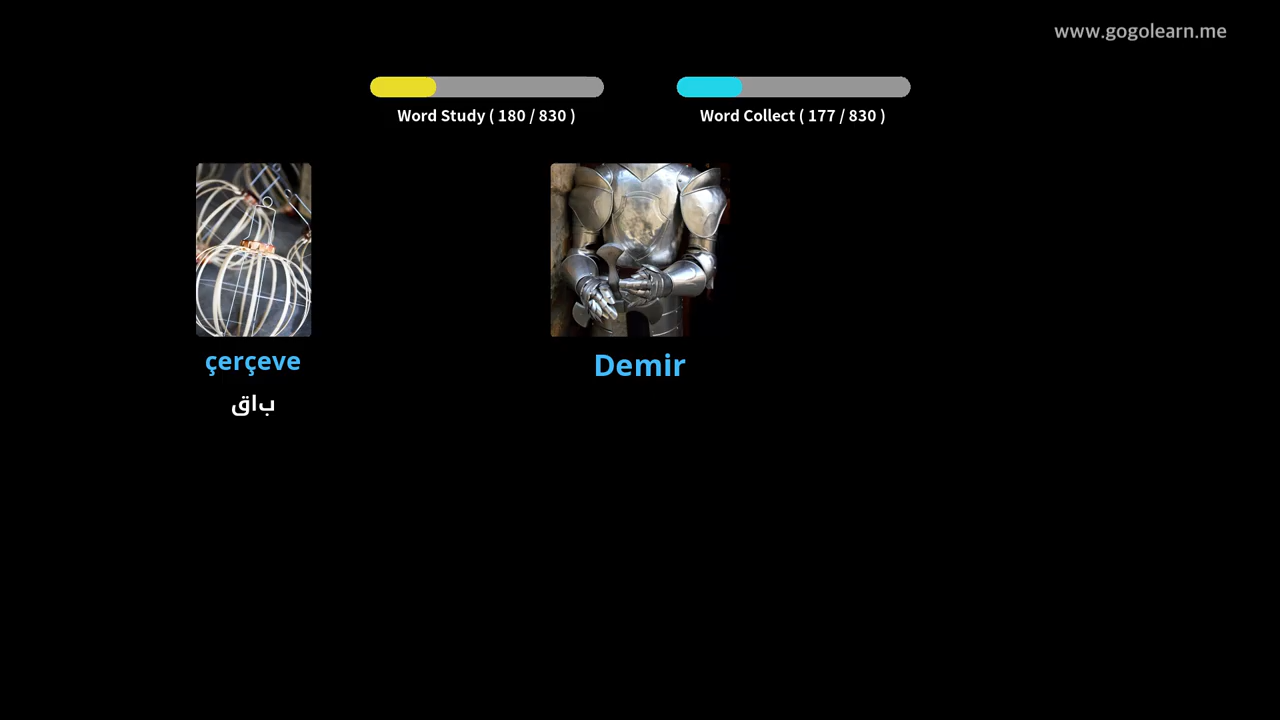 www.gogolearn.me
Word Study ( 180 / 830 )
Word Collect ( 177 / 830 )
çerçeve
باق
Demir